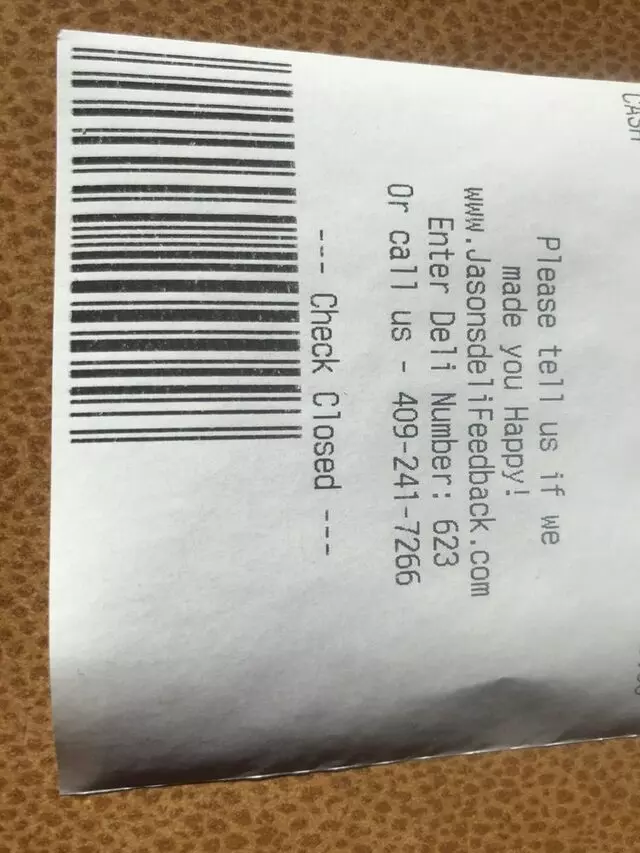 CASH
Please tell us if we
made you Happy!
www.JasonsdeliFeedback.com
Enter Deli Number: 623
Or call us - 409-241-7266
--- Check Closed ---